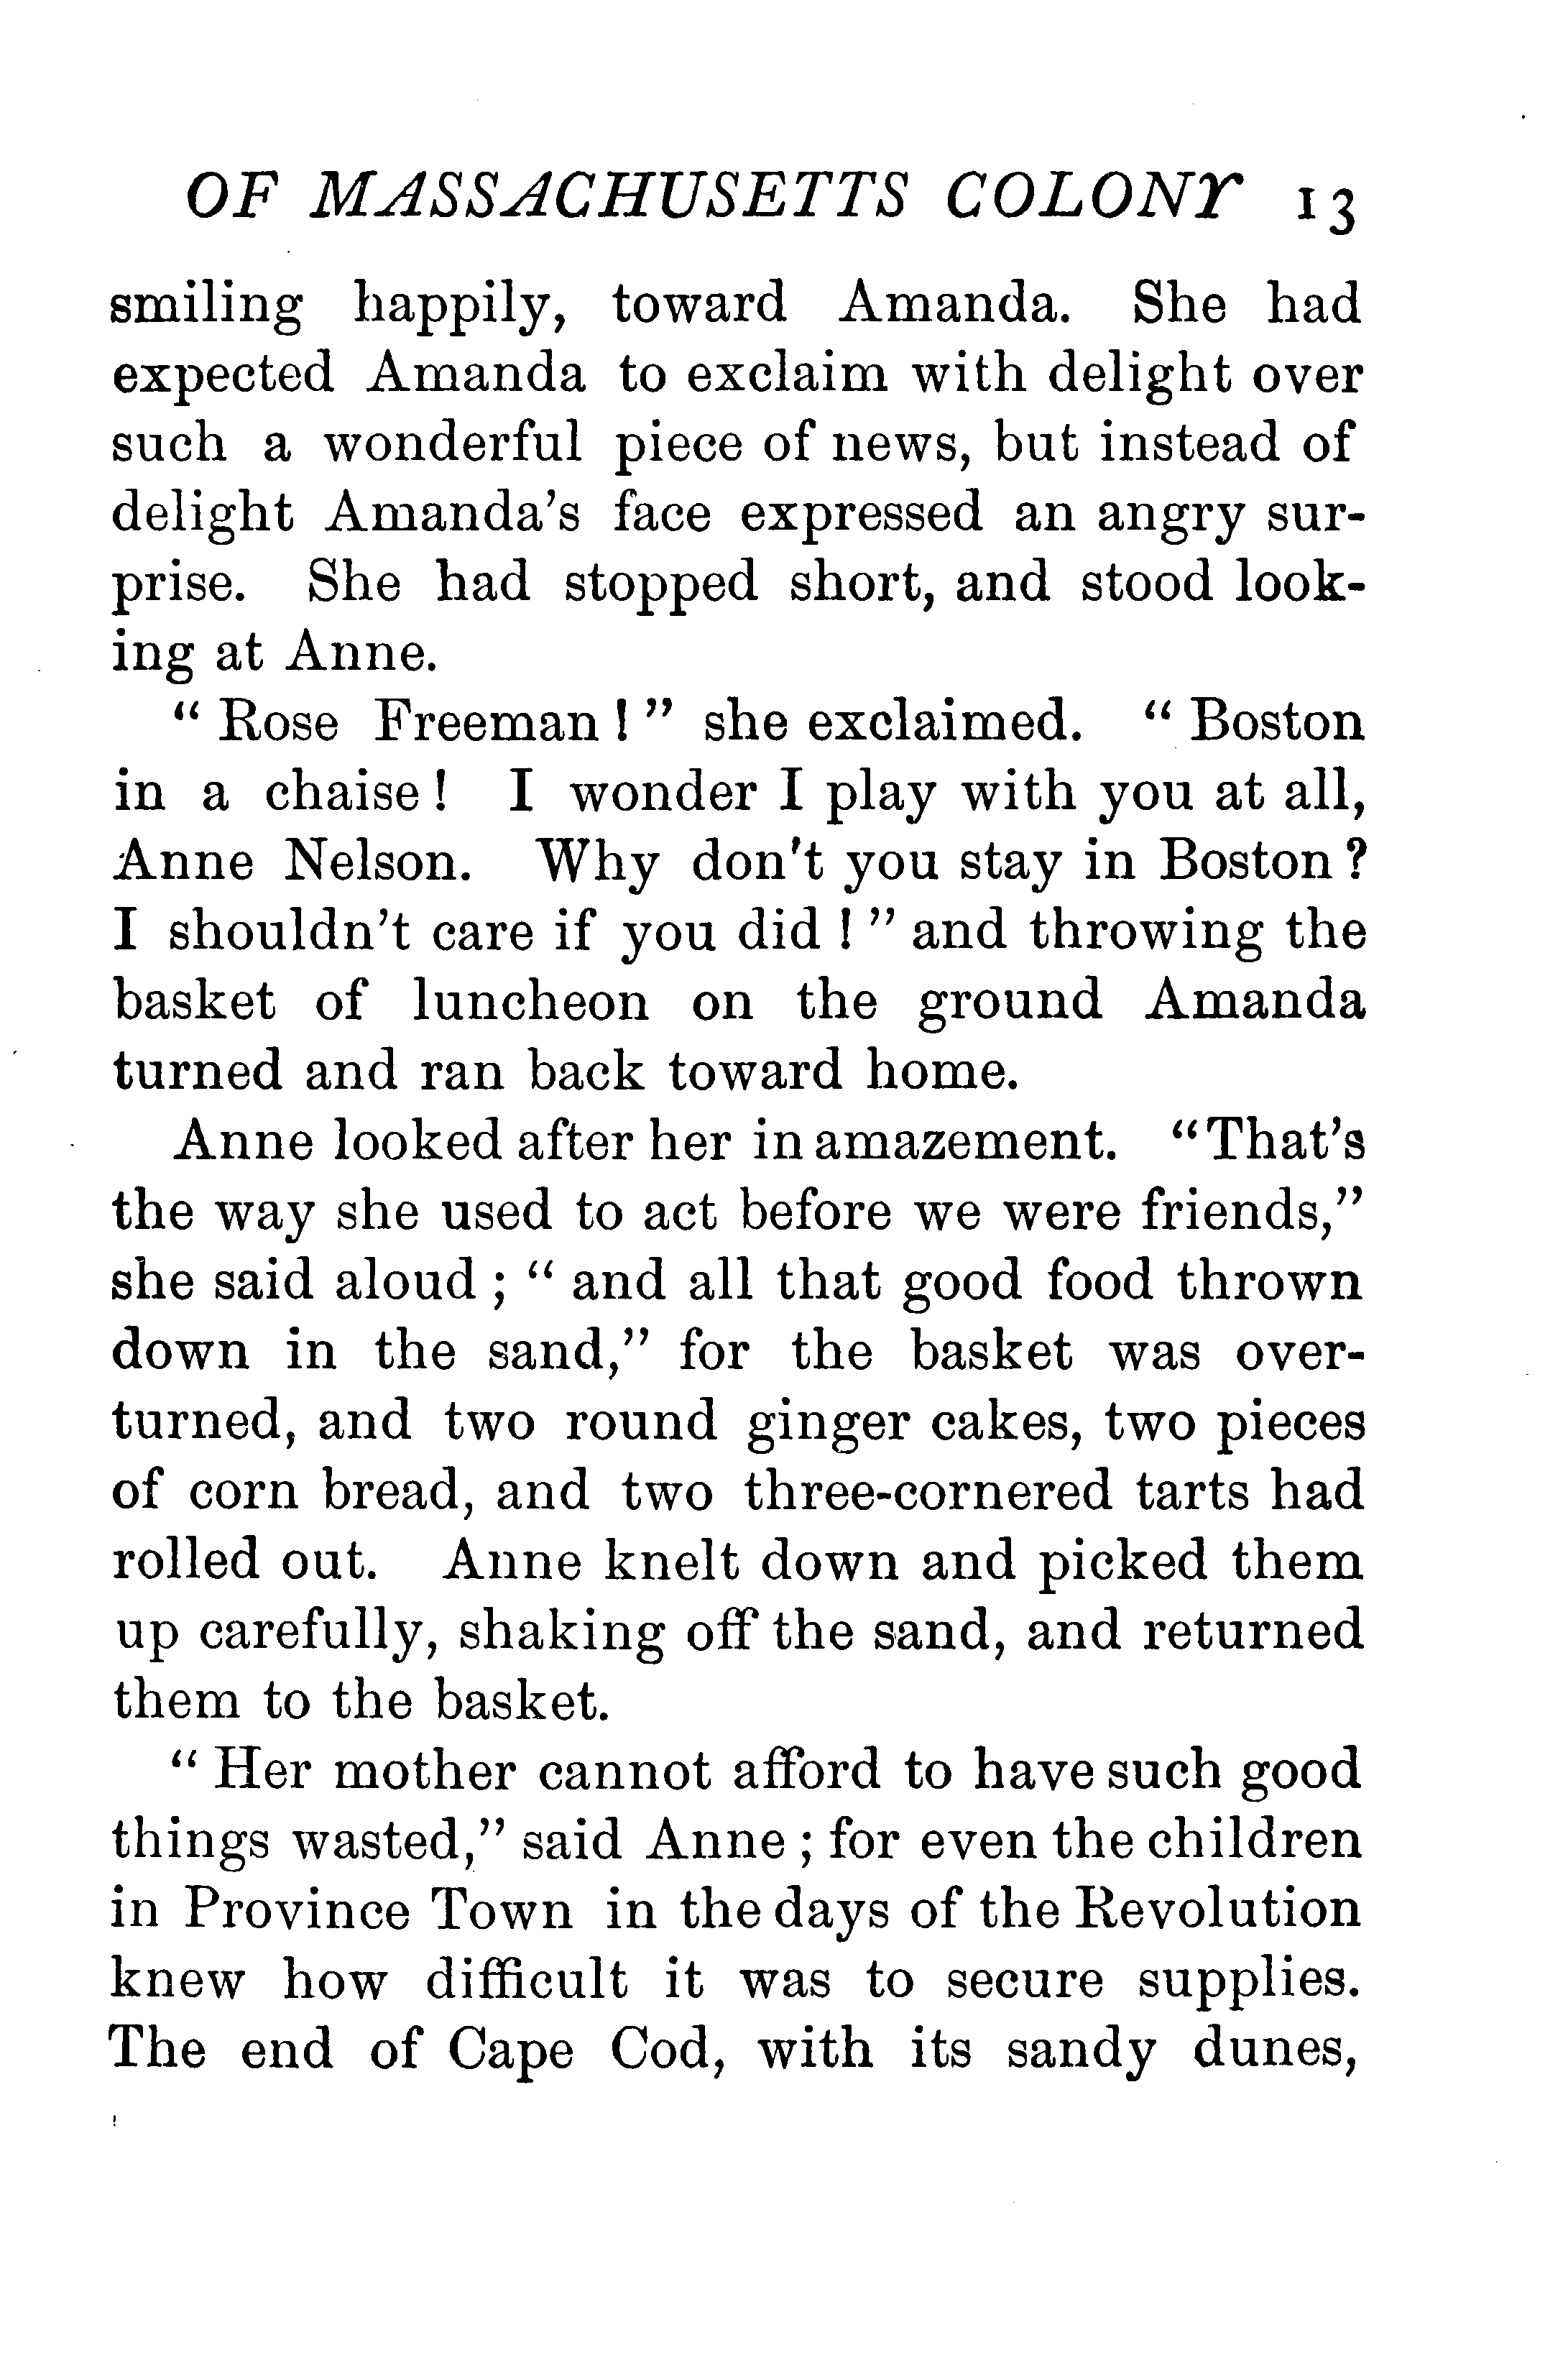 OF MASSACHUSETTS COLONY 13
smiling happily, toward Amanda. She had
expected Amanda to exclaim with delight over
such a wonderful piece of news, but instead of
delight Amanda's face expressed an angry sur-
prise. She had stopped short, and stood look-
ing at Anne.
" Rose Freeman ! " she exclaimed. " Boston
in a chaise ! I wonder I play with you at all,
Anne Nelson. Why don't you stay in Boston ?
I shouldn't care if you did ! " and throwing the
basket of luncheon on the ground Amanda
turned and ran back toward home.
Anne looked after her in amazement. "That's
the way she used to act before we were friends,"
she said aloud ; " and all that good food thrown
down in the sand," for the basket was over-
turned, and two round ginger cakes, two pieces
of corn bread, and two three-cornered tarts had
rolled out. Anne knelt down and picked them
up carefully, shaking off the sand, and returned
them to the basket.
" Her mother cannot afford to have such good
things wasted," said Anne ; for even the children
in Province Town in the days of the Revolution
knew how difficult it was to secure supplies.
The end of Cape Cod, with its sandy dunes,